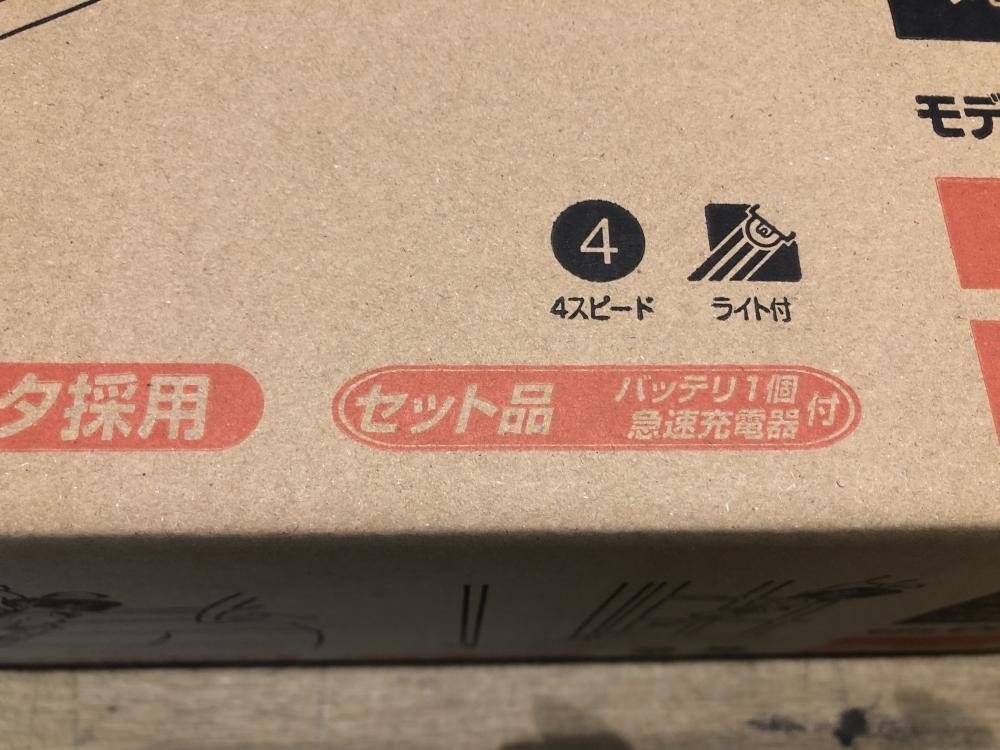 モデ
4
4スピード
ライト付
タ採用
セット品
バッテリ1個
急速充電器
付